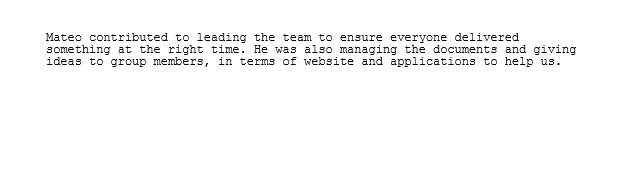 Mateo contributed to leading the team to ensure everyone delivered
something at the right time. He was also managing the documents and giving
ideas to group members, in terms of website and applications to help us.